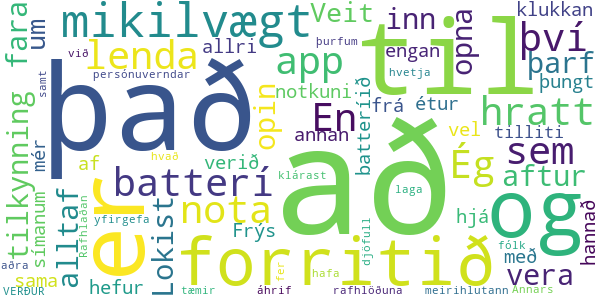 mikilvægt
Veit
inn
klukkan
um
fara
við
lenda
allri
þurfum
engan
opna
því
samt
persónuverndar
app
hvetja
þarf
það
til
notkuni
frá
étur
þungt
hratt
tilkynning
mér
er
opin
En
annan
batteríið
tilliti
vel
sem
af
hvað
verið
Ég
aftur
símanum
alltaf
Rafhlaðan
batterí
klárast
að
laga
og
yfirgefa
Lokist
nota
Frýs
djöfull
hjá
hannað
aðra
forritið
fer
með
fólk
vera
sama
hefur
hafa
VERÐUR
tæmir
áhrif
rafhlöðuna
meirihlutann
Annars